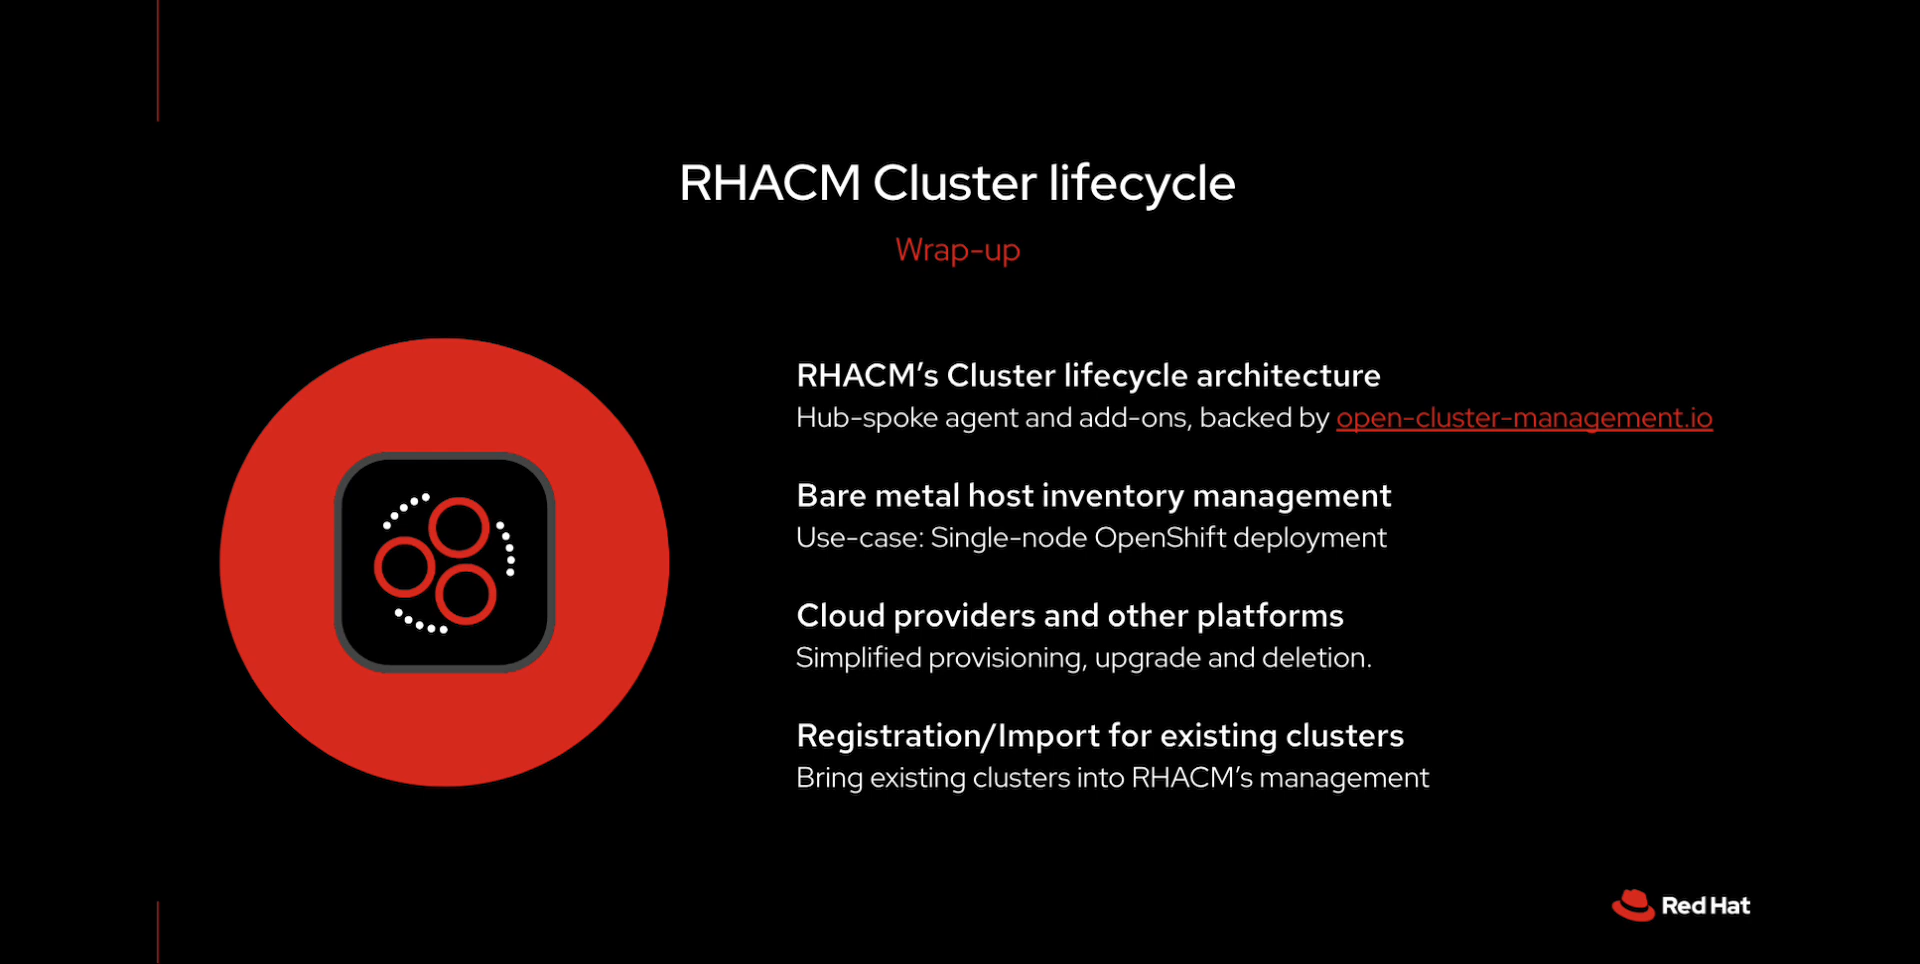 RHACM Cluster lifecycle
Wrap-up
RHACM’s Cluster lifecycle architecture
Hub-spoke agent and add-ons, backed by open-cluster-management.io
Bare metal host inventory management
Use-case: Single-node OpenShift deployment
Cloud providers and other platforms
Simplified provisioning, upgrade and deletion.
Registration/Import for existing clusters
Bring existing clusters into RHACM’s management
Red Hat